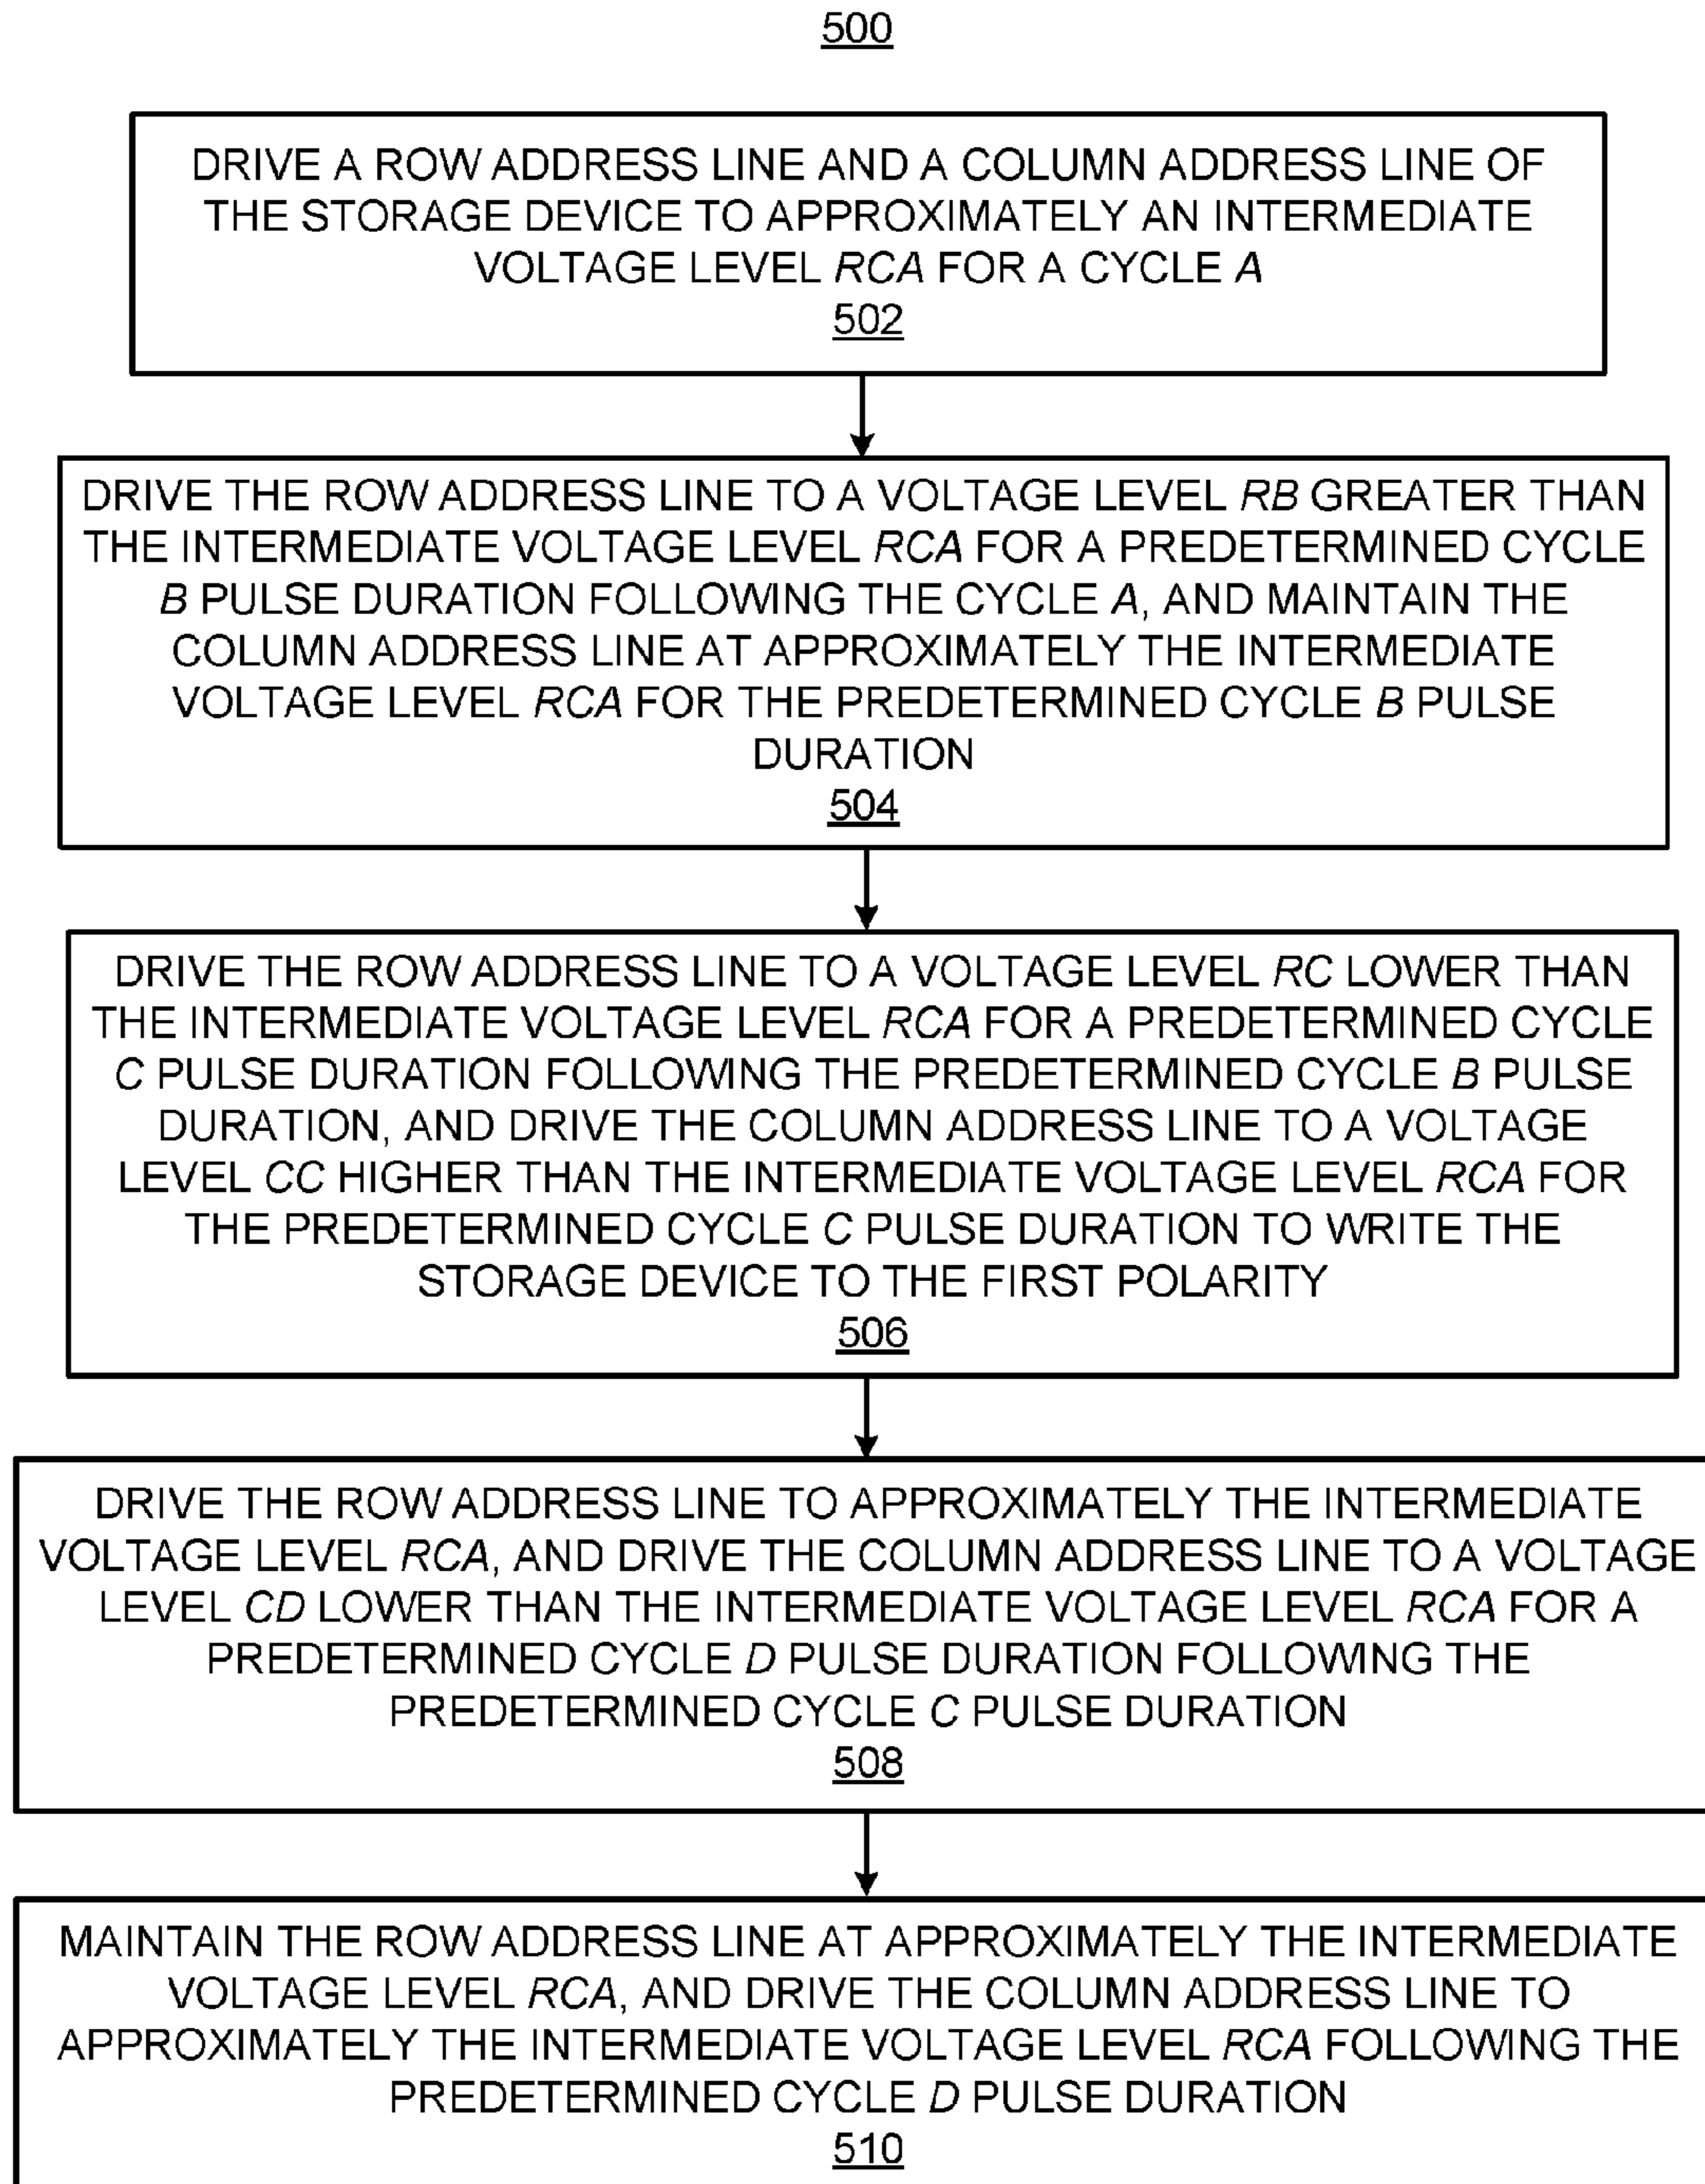 500
DRIVE A ROW ADDRESS LINE AND A COLUMN ADDRESS LINE OF
THE STORAGE DEVICE TO APPROXIMATELY AN INTERMEDIATE
VOLTAGE LEVEL RCA FOR A CYCLE A
502
DRIVE THE ROW ADDRESS LINE TO A VOLTAGE LEVEL RB GREATER THAN
THE INTERMEDIATE VOLTAGE LEVEL RCA FOR A PREDETERMINED CYCLE
B PULSE DURATION FOLLOWING THE CYCLE A, AND MAINTAIN THE
COLUMN ADDRESS LINE AT APPROXIMATELY THE INTERMEDIATE
VOLTAGE LEVEL RCA FOR THE PREDETERMINED CYCLE B PULSE
DURATION
504
DRIVE THE ROW ADDRESS LINE TO A VOLTAGE LEVEL RC LOWER THAN
THE INTERMEDIATE VOLTAGE LEVEL RCA FOR A PREDETERMINED CYCLE
C PULSE DURATION FOLLOWING THE PREDETERMINED CYCLE B PULSE
DURATION, AND DRIVE THE COLUMN ADDRESS LINE TO A VOLTAGE
LEVEL CC HIGHER THAN THE INTERMEDIATE VOLTAGE LEVEL RCA FOR
THE PREDETERMINED CYCLE C PULSE DURATION TO WRITE THE
STORAGE DEVICE TO THE FIRST POLARITY
506
DRIVE THE ROW ADDRESS LINE TO APPROXIMATELY THE INTERMEDIATE
VOLTAGE LEVEL RCA, AND DRIVE THE COLUMN ADDRESS LINE TO A VOLTAGE
LEVEL CD LOWER THAN THE INTERMEDIATE VOLTAGE LEVEL RCA FOR A
PREDETERMINED CYCLE D PULSE DURATION FOLLOWING THE
PREDETERMINED CYCLE C PULSE DURATION
508
MAINTAIN THE ROW ADDRESS LINE AT APPROXIMATELY THE INTERMEDIATE
VOLTAGE LEVEL RCA, AND DRIVE THE COLUMN ADDRESS LINE TO
APPROXIMATELY THE INTERMEDIATE VOLTAGE LEVEL RCA FOLLOWING THE
PREDETERMINED CYCLE D PULSE DURATION
510